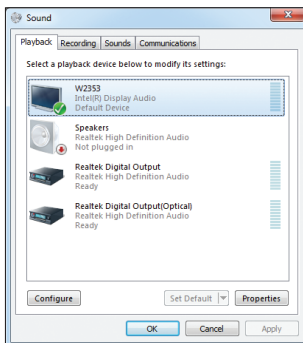 Sound
Playback Recording Sounds Communications
Select a playback device below to modify its settings:
W2353
Intel(R) Display Audio
Default Device
Speakers
Realtek High Definition Audio
Not plugged in
Realtek Digital Output
Realtek High Definition Audio
Ready
Realtek Digital Output(Optical)
Realtek High Definition Audio
Ready
Configure Set Default Properties
OK Cancel Apply